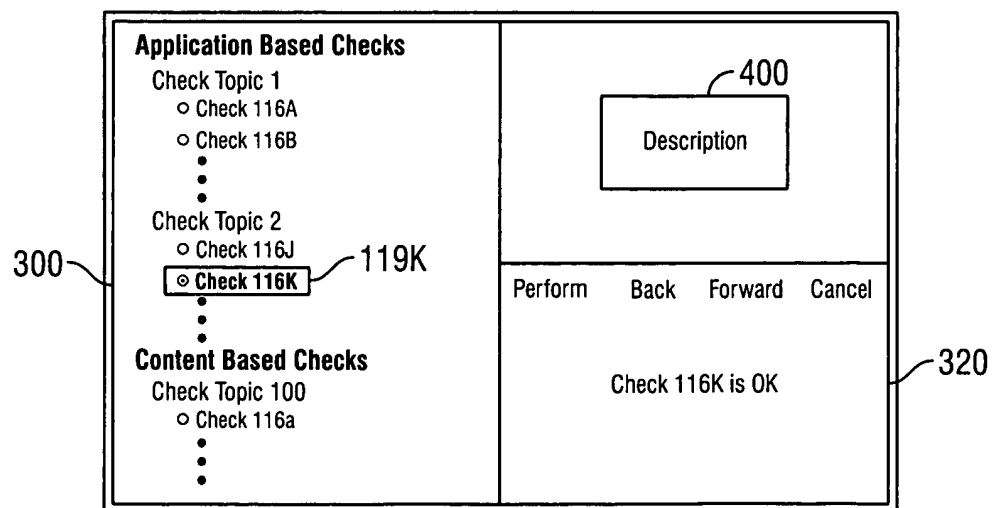 Application Based Checks
Check Topic 1
Check 116A
Check 116B
Check Topic 2
Check 116J
Check 116K
Content Based Checks
Check Topic 100
Check 116a
300
119K
400
Description
Perform Back Forward Cancel
Check 116K is OK
320